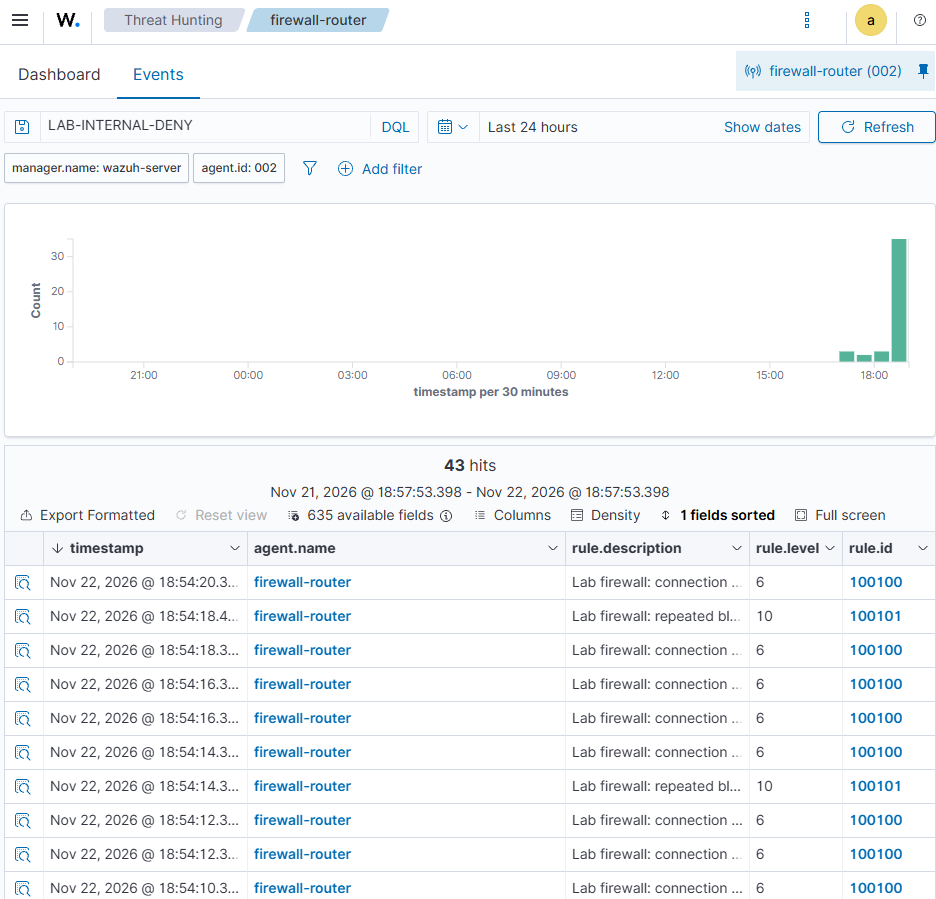 W. Threat Hunting firewall-router a
Dashboard Events firewall-router (002)
LAB-INTERNAL-DENY DQL Last 24 hours Show dates Refresh
manager.name: wazuh-server agent.id: 002 Add filter
30
20
10
0
Count
21:00 00:00 03:00 06:00 09:00 12:00 15:00 18:00
timestamp per 30 minutes
43 hits
Nov 21, 2026 @ 18:57:53.398 - Nov 22, 2026 @ 18:57:53.398
Export Formatted Reset view 635 available fields Columns Density 1 fields sorted Full screen
timestamp agent.name rule.description rule.level rule.id
Nov 22, 2026 @ 18:54:20.3... firewall-router Lab firewall: connection ... 6 100100
Nov 22, 2026 @ 18:54:18.4... firewall-router Lab firewall: repeated bl... 10 100101
Nov 22, 2026 @ 18:54:18.3... firewall-router Lab firewall: connection ... 6 100100
Nov 22, 2026 @ 18:54:16.3... firewall-router Lab firewall: connection ... 6 100100
Nov 22, 2026 @ 18:54:16.3... firewall-router Lab firewall: connection ... 6 100100
Nov 22, 2026 @ 18:54:14.3... firewall-router Lab firewall: connection ... 6 100100
Nov 22, 2026 @ 18:54:14.3... firewall-router Lab firewall: repeated bl... 10 100101
Nov 22, 2026 @ 18:54:12.3... firewall-router Lab firewall: connection ... 6 100100
Nov 22, 2026 @ 18:54:12.3... firewall-router Lab firewall: connection ... 6 100100
Nov 22, 2026 @ 18:54:10.3... firewall-router Lab firewall: connection ... 6 100100